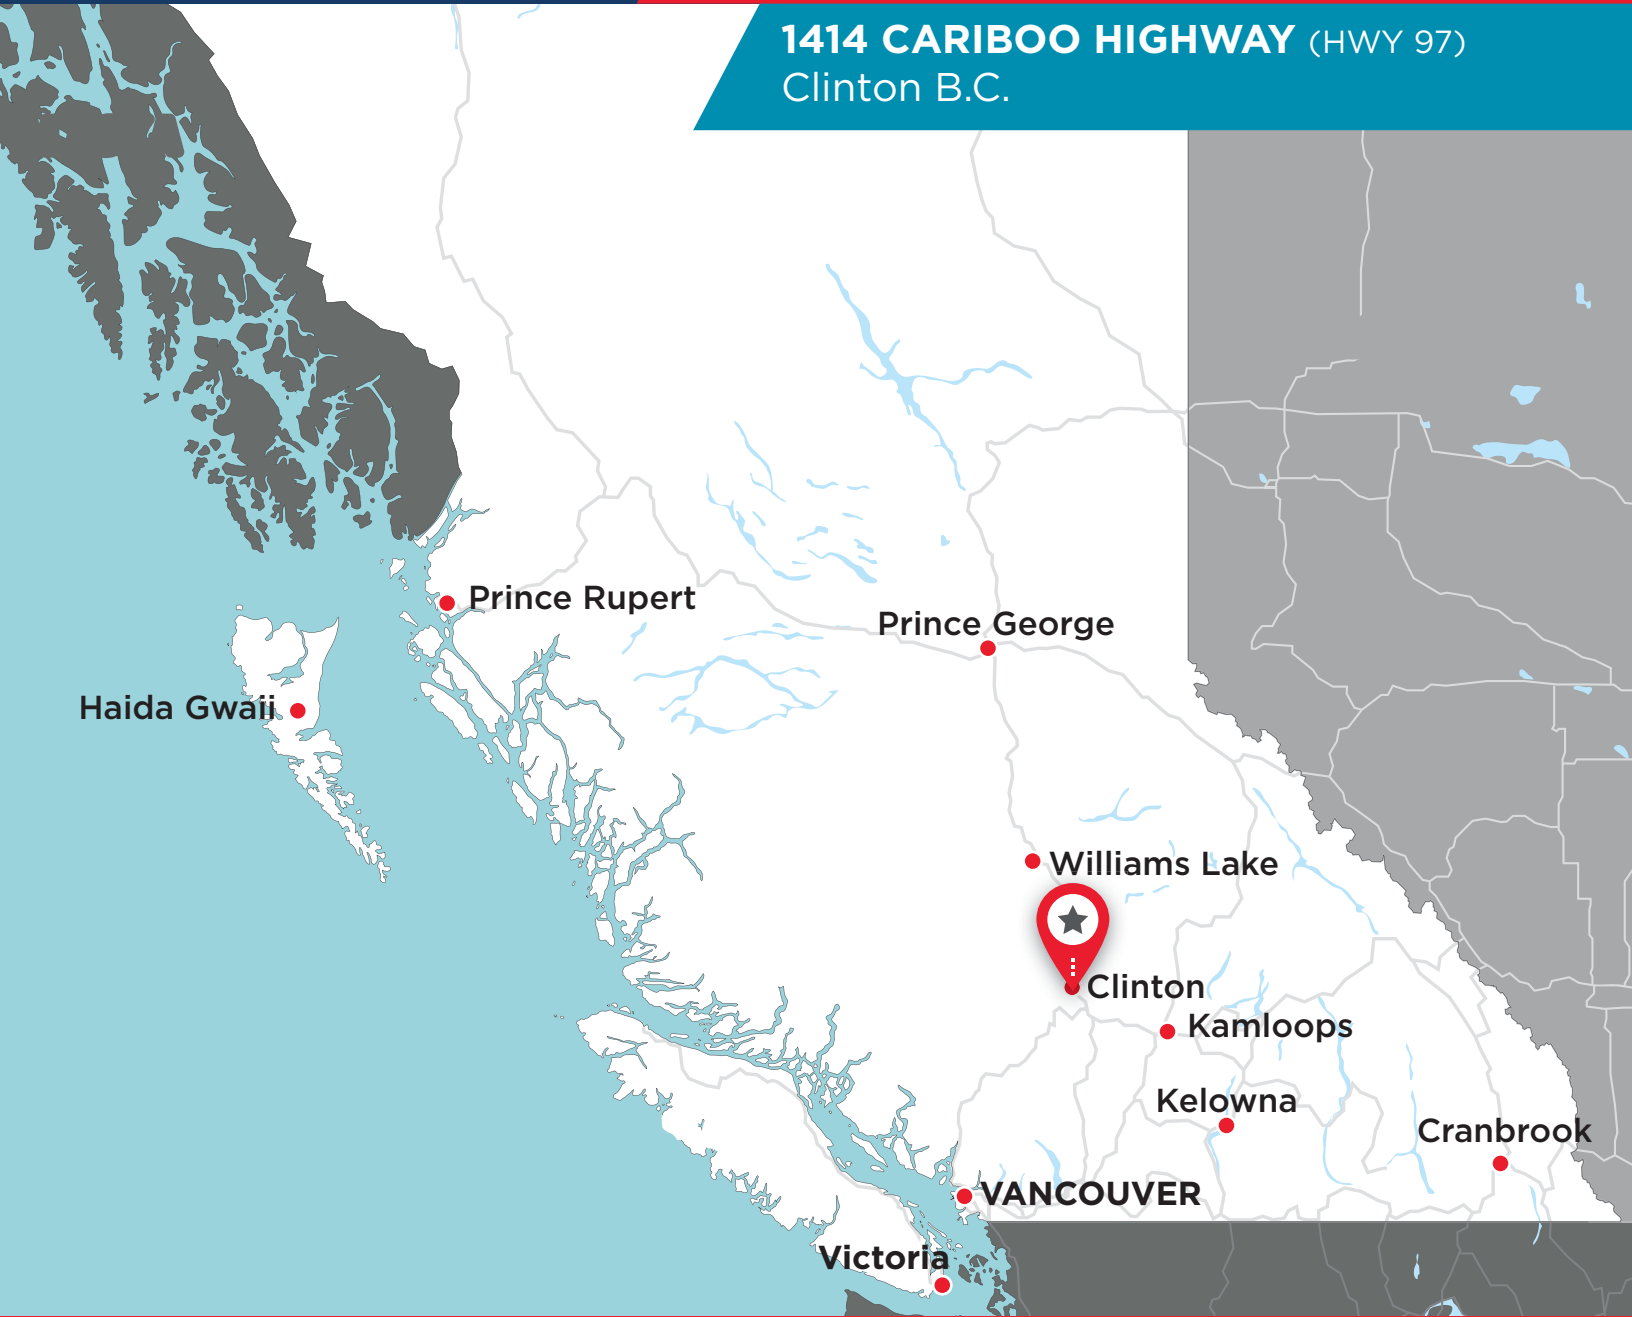 1414 CARIBOO HIGHWAY (HWY 97)
Clinton B.C.
Prince Rupert
Prince George
Haida Gwaii
Williams Lake
Clinton
Kamloops
Kelowna
Cranbrook
VANCOUVER
Victoria